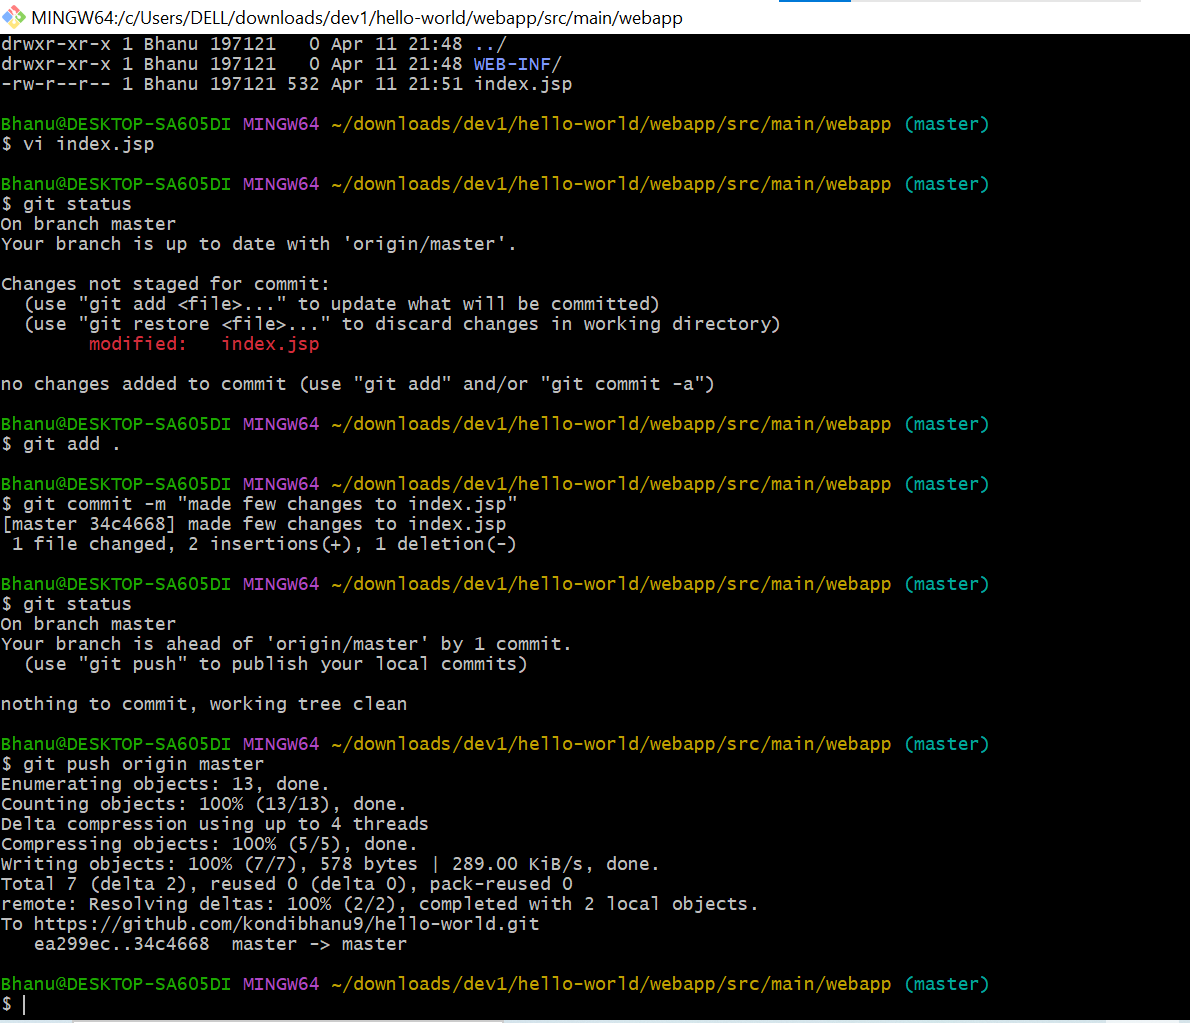 MINGW64:/c/Users/DELL/downloads/dev1/hello-world/webapp/src/main/webapp
drwxr-xr-x 1 Bhanu 197121   0 Apr 11 21:48 ../
drwxr-xr-x 1 Bhanu 197121   0 Apr 11 21:48 WEB-INF/
-rw-r--r-- 1 Bhanu 197121 532 Apr 11 21:51 index.jsp
Bhanu@DESKTOP-SA605DI MINGW64 ~/downloads/dev1/hello-world/webapp/src/main/webapp (master)
$ vi index.jsp
Bhanu@DESKTOP-SA605DI MINGW64 ~/downloads/dev1/hello-world/webapp/src/main/webapp (master)
$ git status
On branch master
Your branch is up to date with 'origin/master'.
Changes not staged for commit:
  (use "git add <file>..." to update what will be committed)
  (use "git restore <file>..." to discard changes in working directory)
        modified:   index.jsp
no changes added to commit (use "git add" and/or "git commit -a")
Bhanu@DESKTOP-SA605DI MINGW64 ~/downloads/dev1/hello-world/webapp/src/main/webapp (master)
$ git add .
Bhanu@DESKTOP-SA605DI MINGW64 ~/downloads/dev1/hello-world/webapp/src/main/webapp (master)
$ git commit -m "made few changes to index.jsp"
[master 34c4668] made few changes to index.jsp
 1 file changed, 2 insertions(+), 1 deletion(-)
Bhanu@DESKTOP-SA605DI MINGW64 ~/downloads/dev1/hello-world/webapp/src/main/webapp (master)
$ git status
On branch master
Your branch is ahead of 'origin/master' by 1 commit.
  (use "git push" to publish your local commits)
nothing to commit, working tree clean
Bhanu@DESKTOP-SA605DI MINGW64 ~/downloads/dev1/hello-world/webapp/src/main/webapp (master)
$ git push origin master
Enumerating objects: 13, done.
Counting objects: 100% (13/13), done.
Delta compression using up to 4 threads
Compressing objects: 100% (5/5), done.
Writing objects: 100% (7/7), 578 bytes | 289.00 KiB/s, done.
Total 7 (delta 2), reused 0 (delta 0), pack-reused 0
remote: Resolving deltas: 100% (2/2), completed with 2 local objects.
To https://github.com/kondibhanu9/hello-world.git
   ea299ec..34c4668  master -> master
Bhanu@DESKTOP-SA605DI MINGW64 ~/downloads/dev1/hello-world/webapp/src/main/webapp (master)
$